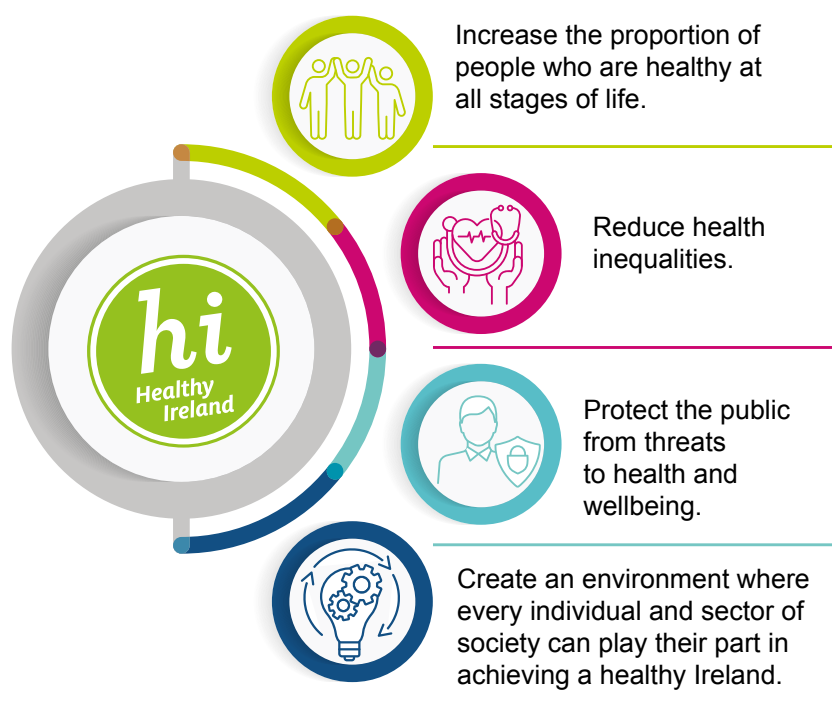 Increase the proportion of
people who are healthy at
all stages of life.
hi
Healthy
Ireland
Reduce health
inequalities.
Protect the public
from threats
to health and
wellbeing.
Create an environment where
every individual and sector of
society can play their part in
achieving a healthy Ireland.